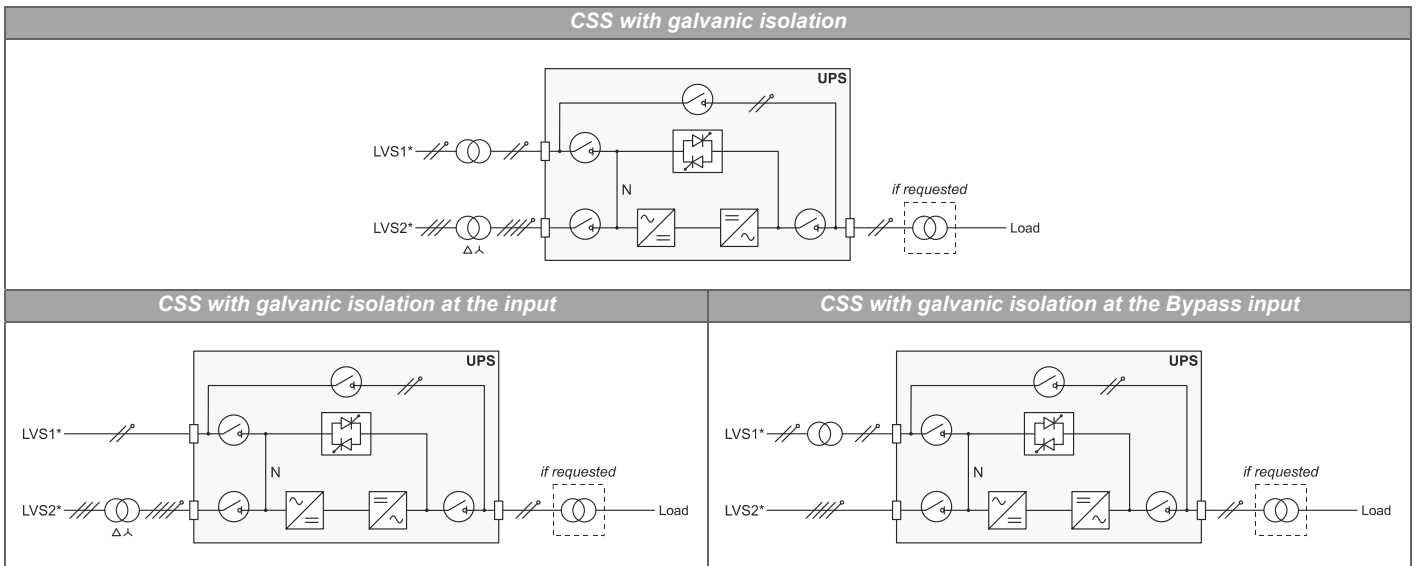 CSS with galvanic isolation
UPS
LVS1*
N
if requested
LVS2*
Load
CSS with galvanic isolation at the input
CSS with galvanic isolation at the Bypass input
UPS
LVS1*
N
if requested
LVS2*
Load
UPS
LVS1*
N
if requested
LVS2*
Load